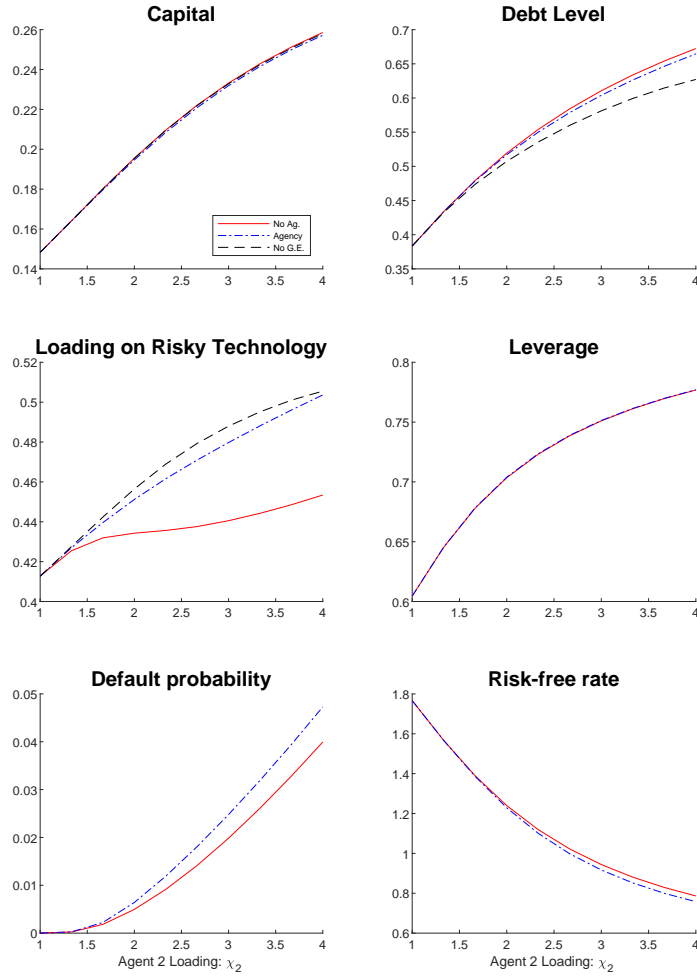 Capital
0.26
0.24
0.22
0.2
0.18
0.16
0.14
1 1.5 2 2.5 3 3.5 4
No Ag.
Agency
No G.E.
Debt Level
0.7
0.65
0.6
0.55
0.5
0.45
0.4
0.35
1 1.5 2 2.5 3 3.5 4
Loading on Risky Technology
0.52
0.5
0.48
0.46
0.44
0.42
0.4
1 1.5 2 2.5 3 3.5 4
Leverage
0.8
0.75
0.7
0.65
0.6
1 1.5 2 2.5 3 3.5 4
Default probability
0.05
0.04
0.03
0.02
0.01
0
1 1.5 2 2.5 3 3.5 4
Agent 2 Loading: χ₂
Risk-free rate
1.8
1.6
1.4
1.2
1
0.8
0.6
1 1.5 2 2.5 3 3.5 4
Agent 2 Loading: χ₂